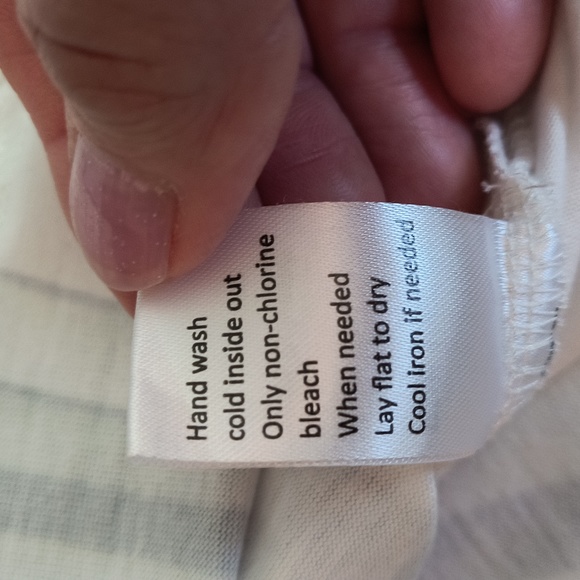 Hand wash
cold inside out
Only non-chlorine
bleach
When needed
Lay flat to dry
Cool iron if needed